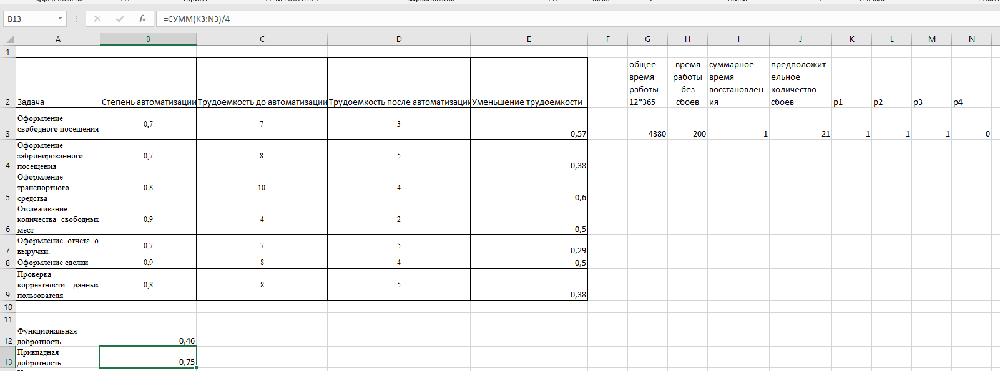 B13
fx
=СУММ(K3:N3)/4
A B C D E F G H I J K L M N
1
2 Задача Степень автоматизации Трудоемкость до автоматизации Трудоемкость после автоматизаци Уменьшение трудоемкости
общее
время
работы
12*365
время
работы
без
сбоев
суммарное
время
восстановлен
ия
предположит
ельное
количество
сбоев
p1 p2 p3 p4
Оформление
свободного посещения
3 0,7 7 3 0,57 4380 200 1 21 1 1 1 0
Оформление
забронированного
посещения
4 0,7 8 5 0,38
Оформление
транспортного
средства
5 0,8 10 4 0,6
Отслеживание
количества свободных
мест
6 0,9 4 2 0,5
Оформление отчета о
выручки.
7 0,7 7 5 0,29
8 Оформление сделки 0,9 8 4 0,5
Проверка
корректности данных
пользователя
9 0,8 8 5 0,38
10
11
Функциональная
добротность
12 0,46
Прикладная
добротность
13 0,75